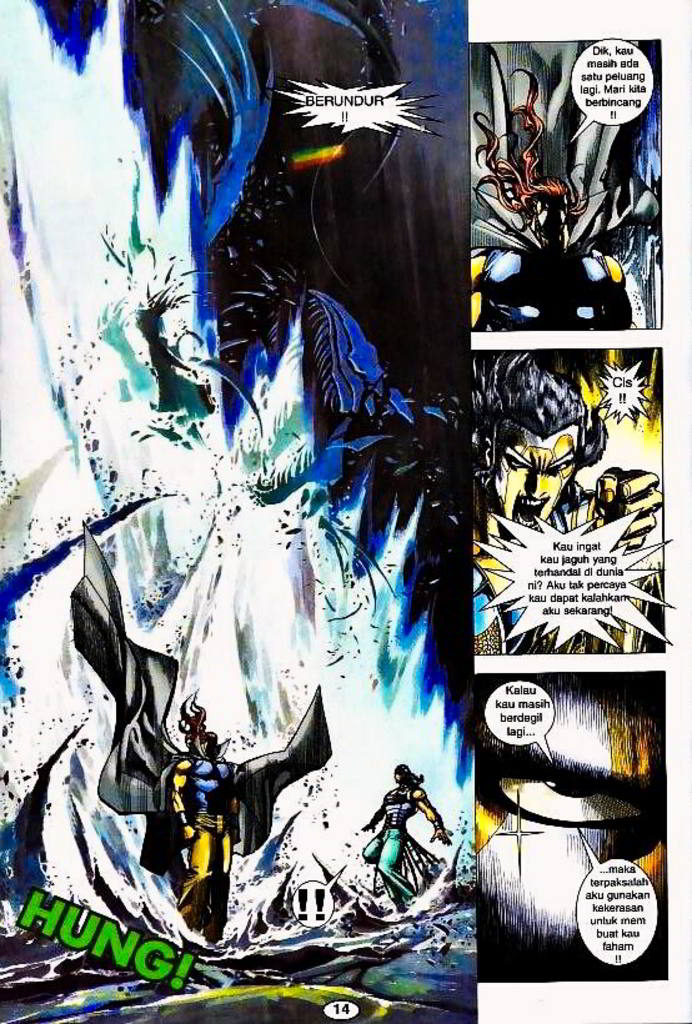 BERUNDUR
!!
!!
HUNG!
Dik, kau
masih ada
satu peluang
lagi. Mari kita
berbincang
!!
Cis
!!
Kau ingat
kau jaguh yang
terhandal di dunia
ni? Aku tak percaya
kau dapat kalahkam
aku sekarang!
Kalau
kau masih
berdegil
lagi...
...maka
terpaksalah
aku gunakan
kekerasan
untuk mem
buat kau
faham
!!
14